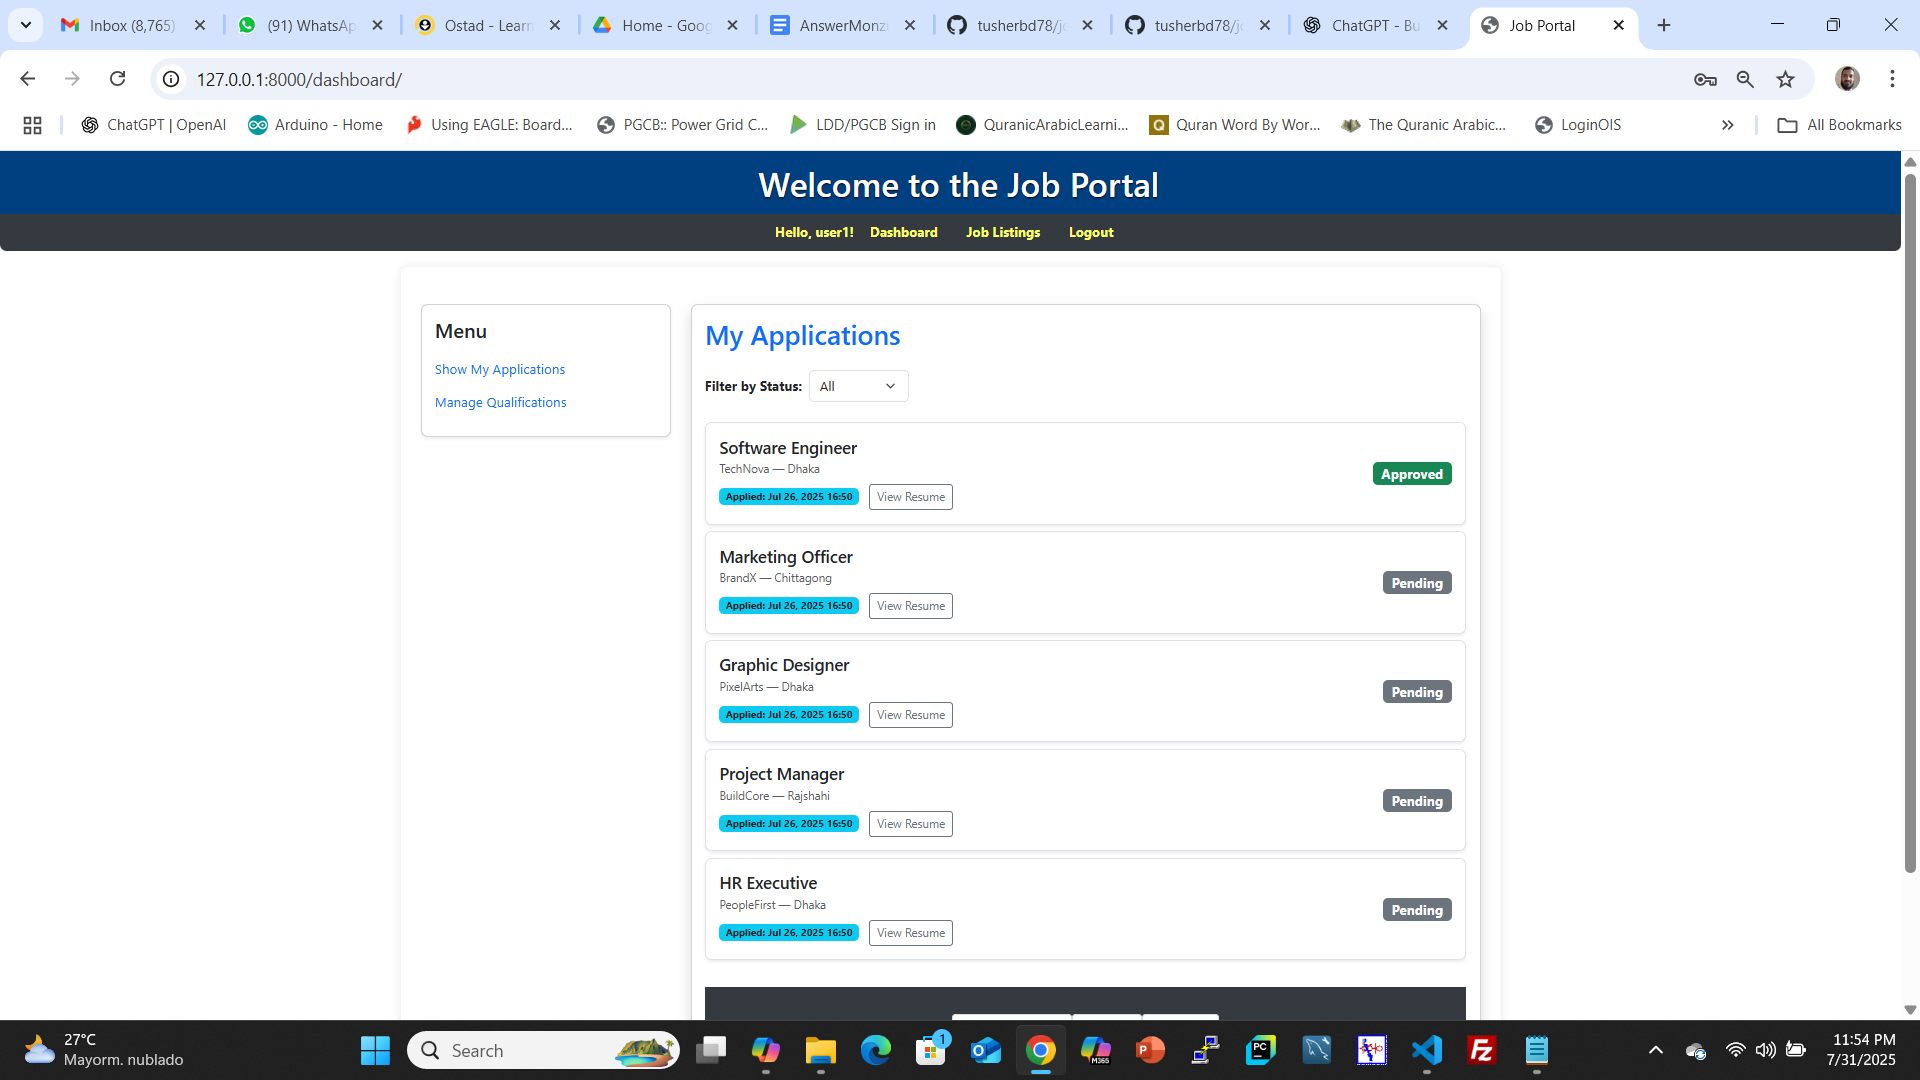 Inbox (8,765)
(91) WhatsAp
Ostad - Learn
Home - Goog
AnswerMonz
tusherbd78/jo
tusherbd78/jo
ChatGPT - Bu
Job Portal
127.0.0.1:8000/dashboard/
ChatGPT | OpenAI
Arduino - Home
Using EAGLE: Board...
PGCB:: Power Grid C...
LDD/PGCB Sign in
QuranicArabicLearni...
Quran Word By Wor...
The Quranic Arabic...
LoginOIS
All Bookmarks
Welcome to the Job Portal
Hello, user1! Dashboard Job Listings Logout
Menu
Show My Applications
Manage Qualifications
My Applications
Filter by Status: All
Software Engineer
TechNova — Dhaka
Applied: Jul 26, 2025 16:50 View Resume
Approved
Marketing Officer
BrandX — Chittagong
Applied: Jul 26, 2025 16:50 View Resume
Pending
Graphic Designer
PixelArts — Dhaka
Applied: Jul 26, 2025 16:50 View Resume
Pending
Project Manager
BuildCore — Rajshahi
Applied: Jul 26, 2025 16:50 View Resume
Pending
HR Executive
PeopleFirst — Dhaka
Applied: Jul 26, 2025 16:50 View Resume
Pending
27°C
Mayorm. nublado
Search
1
M365
P
PC
FZ
11:54 PM
7/31/2025